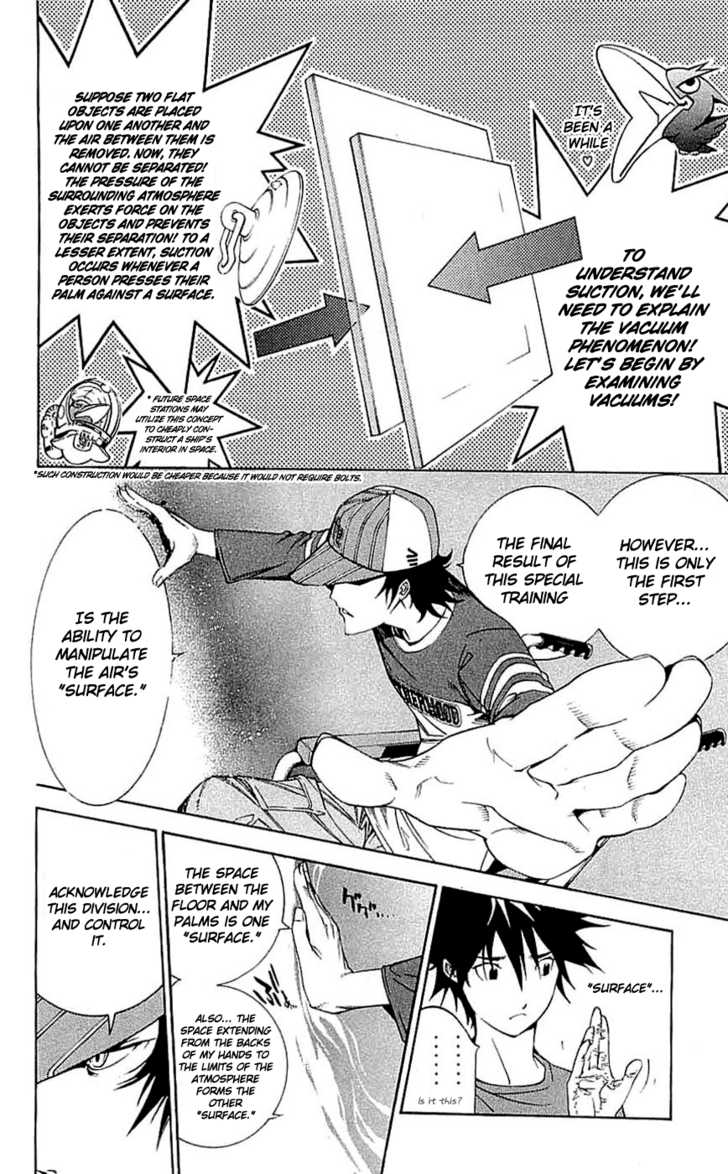 IT'S
BEEN A
WHILE
♡
TO
UNDERSTAND
SUCTION, WE'LL
NEED TO EXPLAIN
THE VACUUM
PHENOMENON!
LET'S BEGIN BY
EXAMINING
VACUUMS!
SUPPOSE TWO FLAT
OBJECTS ARE PLACED
UPON ONE ANOTHER AND
THE AIR BETWEEN THEM IS
REMOVED. NOW, THEY
CANNOT BE SEPARATED!
THE PRESSURE OF THE
SURROUNDING ATMOSPHERE
EXERTS FORCE ON THE
OBJECTS AND PREVENTS
THEIR SEPARATION! TO A
LESSER EXTENT, SUCTION
OCCURS WHENEVER A
PERSON PRESSES THEIR
PALM AGAINST A SURFACE.
* FUTURE SPACE
STATIONS MAY
UTILIZE THIS CONCEPT
TO CHEAPLY CON-
STRUCT A SHIP'S
INTERIOR IN SPACE.
*SUCH CONSTRUCTION WOULD BE CHEAPER BECAUSE IT WOULD NOT REQUIRE BOLTS.
HOWEVER...
THIS IS ONLY
THE FIRST
STEP...
THE FINAL
RESULT OF
THIS SPECIAL
TRAINING
IS THE
ABILITY TO
MANIPULATE
THE AIR'S
"SURFACE."
"SURFACE"...
Is it this?
THE SPACE
BETWEEN THE
FLOOR AND MY
PALMS IS ONE
"SURFACE."
ALSO... THE
SPACE EXTENDING
FROM THE BACKS
OF MY HANDS TO
THE LIMITS OF THE
ATMOSPHERE
FORMS THE
OTHER
"SURFACE."
ACKNOWLEDGE
THIS DIVISION...
AND CONTROL
IT.